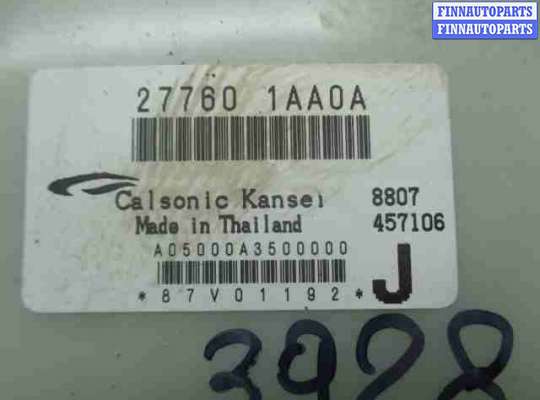 FINNAUTOPARTS
FINNAUTOPARTS
27760 1AA0A
Calsonic Kansei 8807
Made in Thailand 457106
A05000A3500000
*87V01192*
J
3928